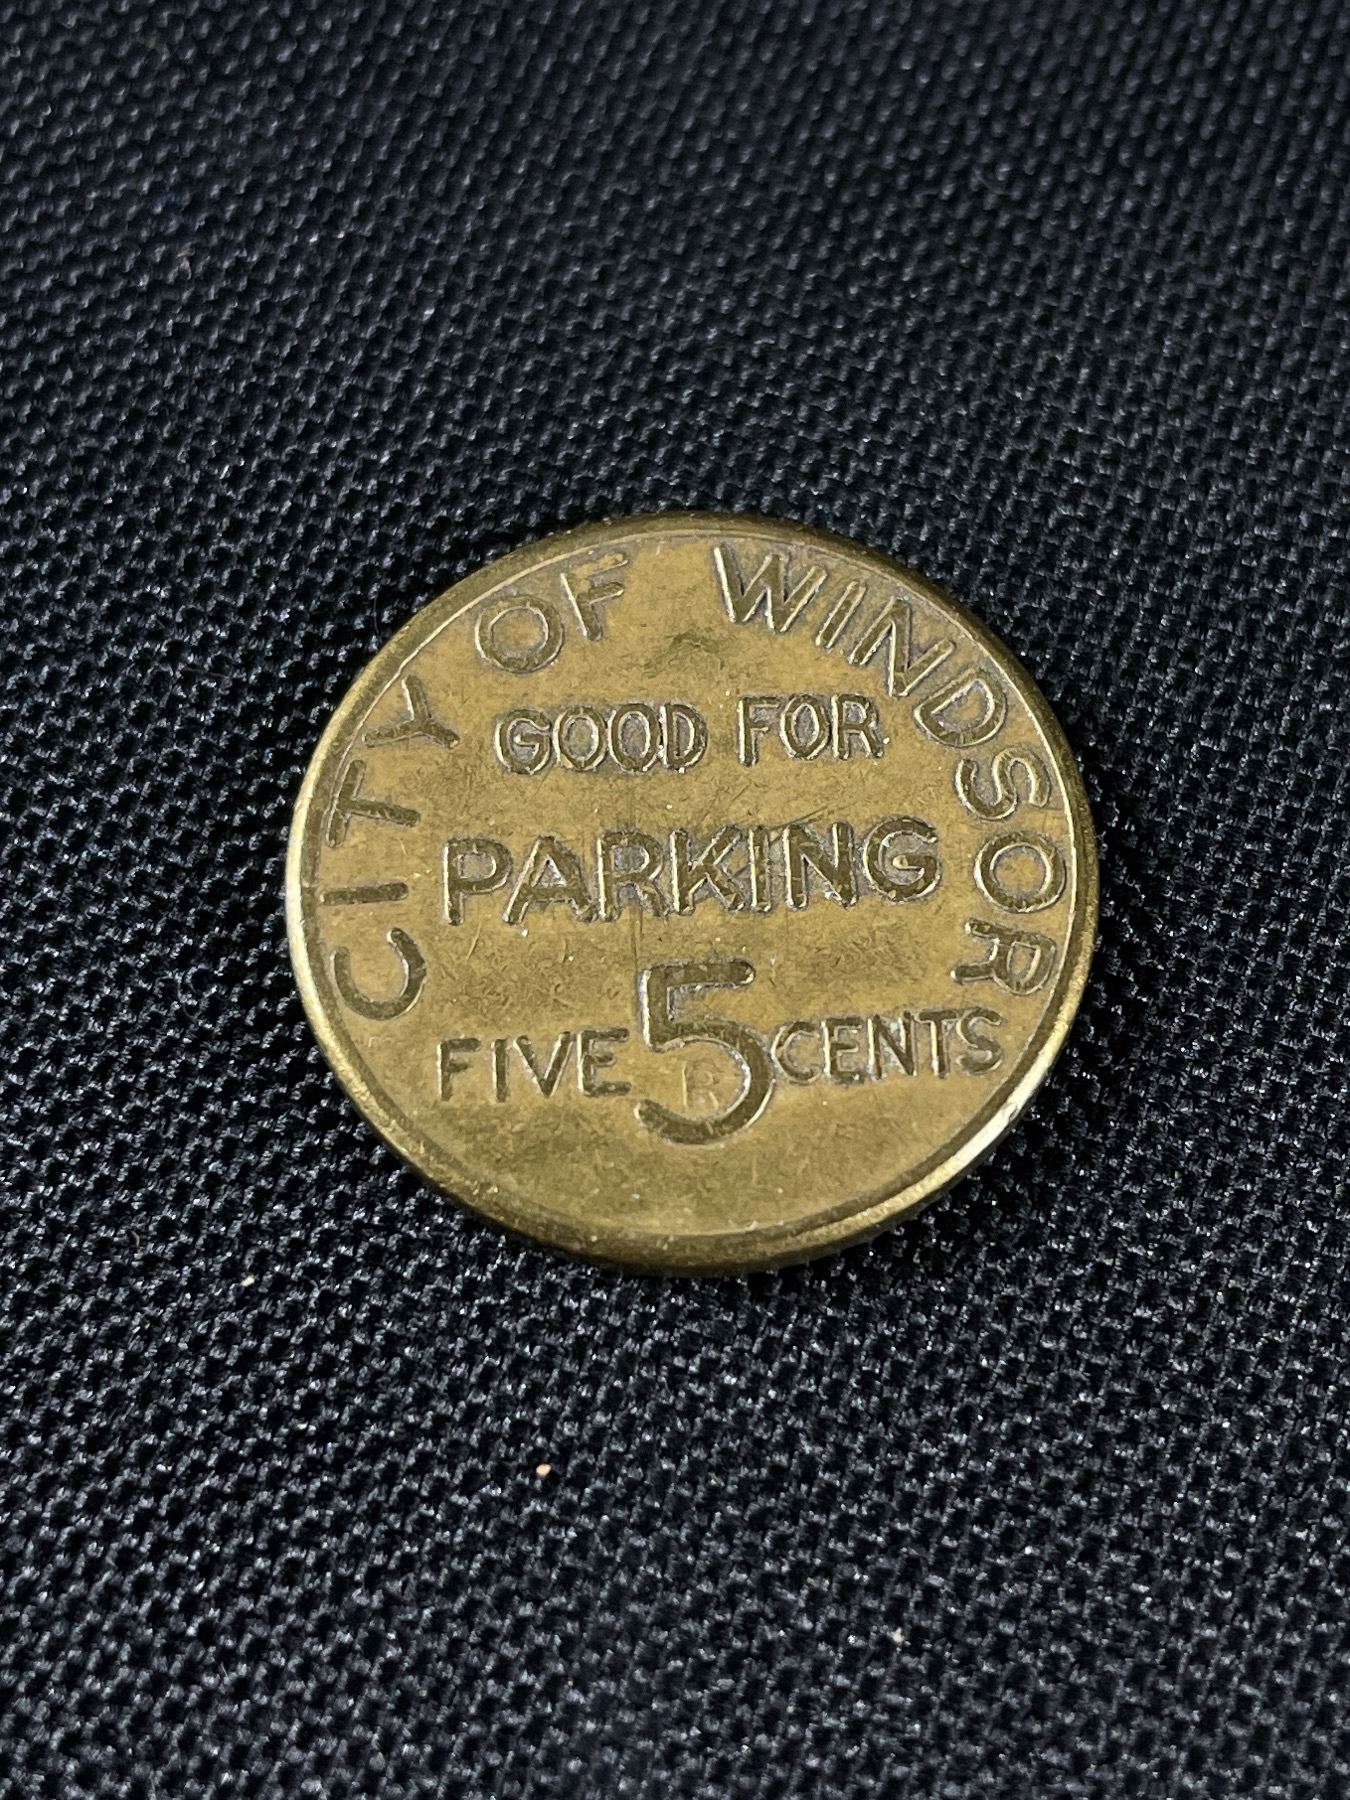 CITY OF WINDSOR
GOOD FOR
PARKING
FIVE 5 CENTS
R